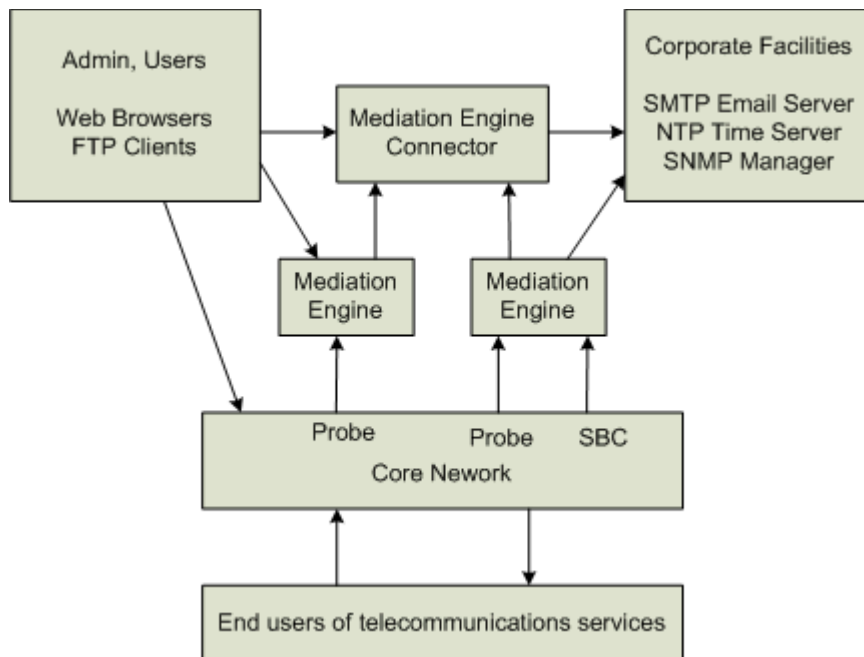 Admin, Users
Web Browsers
FTP Clients
Mediation Engine
Connector
Corporate Facilities
SMTP Email Server
NTP Time Server
SNMP Manager
Mediation
Engine
Mediation
Engine
Probe
Probe
SBC
Core Nework
End users of telecommunications services